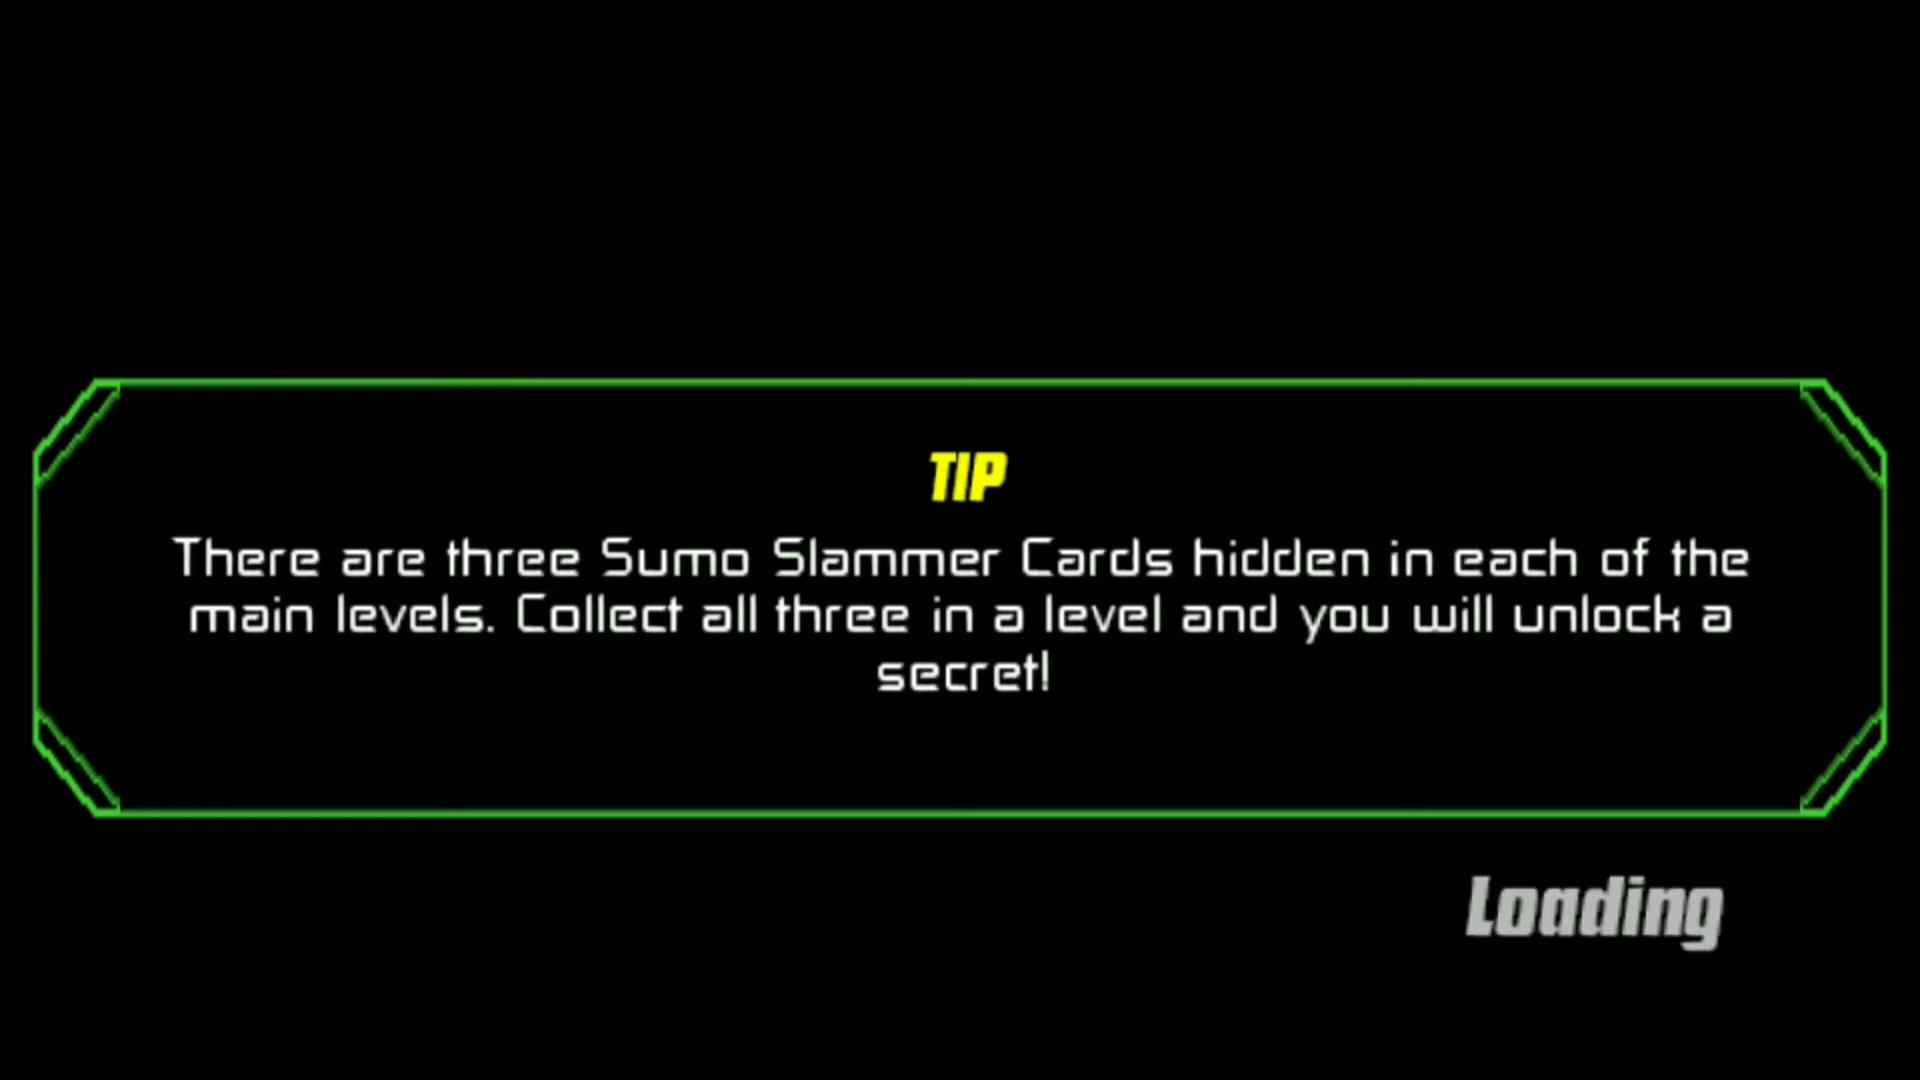 TIP
There are three Sumo Slammer Cards hidden in each of the
main levels. Collect all three in a level and you will unlock a
secret!
Loading